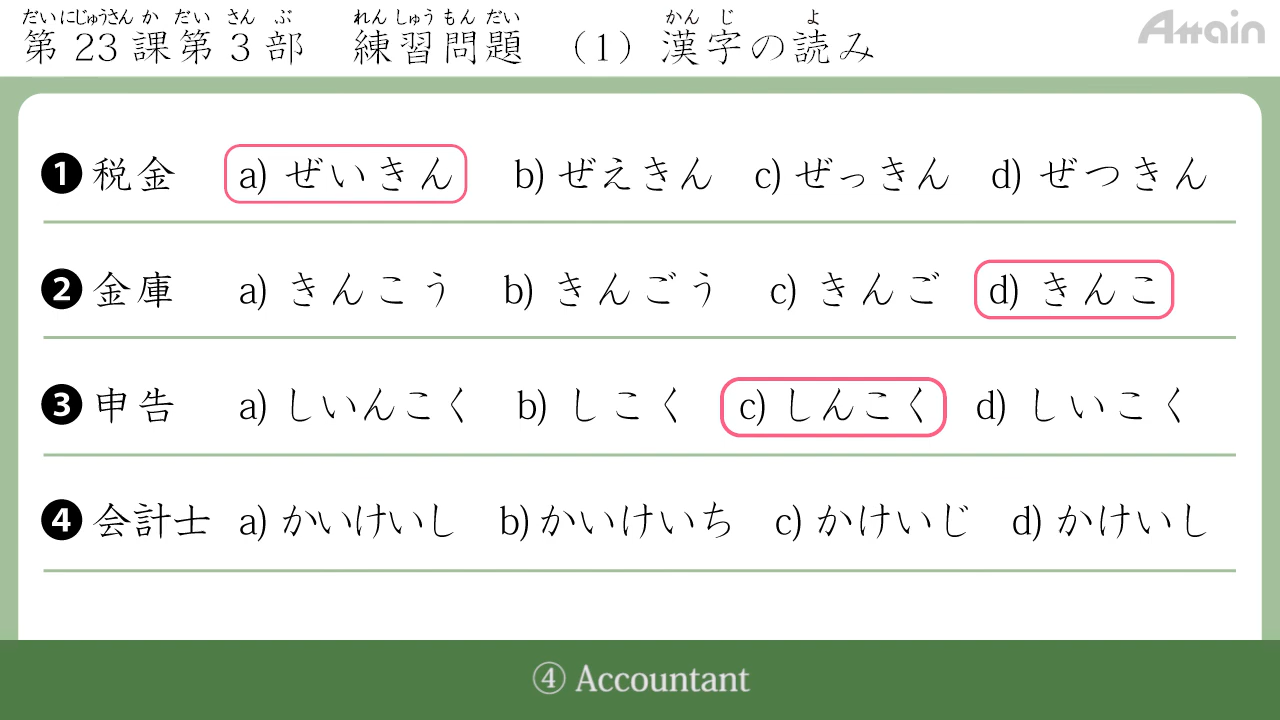 だいにじゅうさん か だい さん ぶ れん しゅう もん だい かん じ よ
第23課第3部 練習問題 （1）漢字の読み
Attain
❶ 税金 a) ぜいきん b) ぜえきん c) ぜっきん d) ぜつきん
❷ 金庫 a) きんこう b) きんごう c) きんご d) きんこ
❸ 申告 a) しいんこく b) しこく c) しんこく d) しいこく
❹ 会計士 a) かいけいし b) かいけいち c) かけいじ d) かけいし
④ Accountant